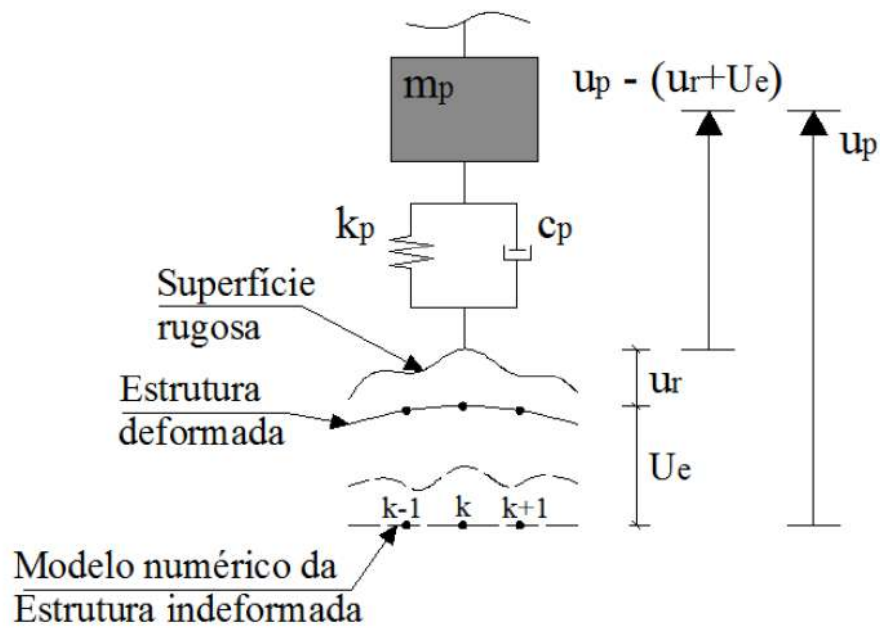 mp
up - (ur+Ue)
up
kp
cp
Superfície
rugosa
ur
Estrutura
deformada
Ue
k-1
k
k+1
Modelo numérico da
Estrutura indeformada